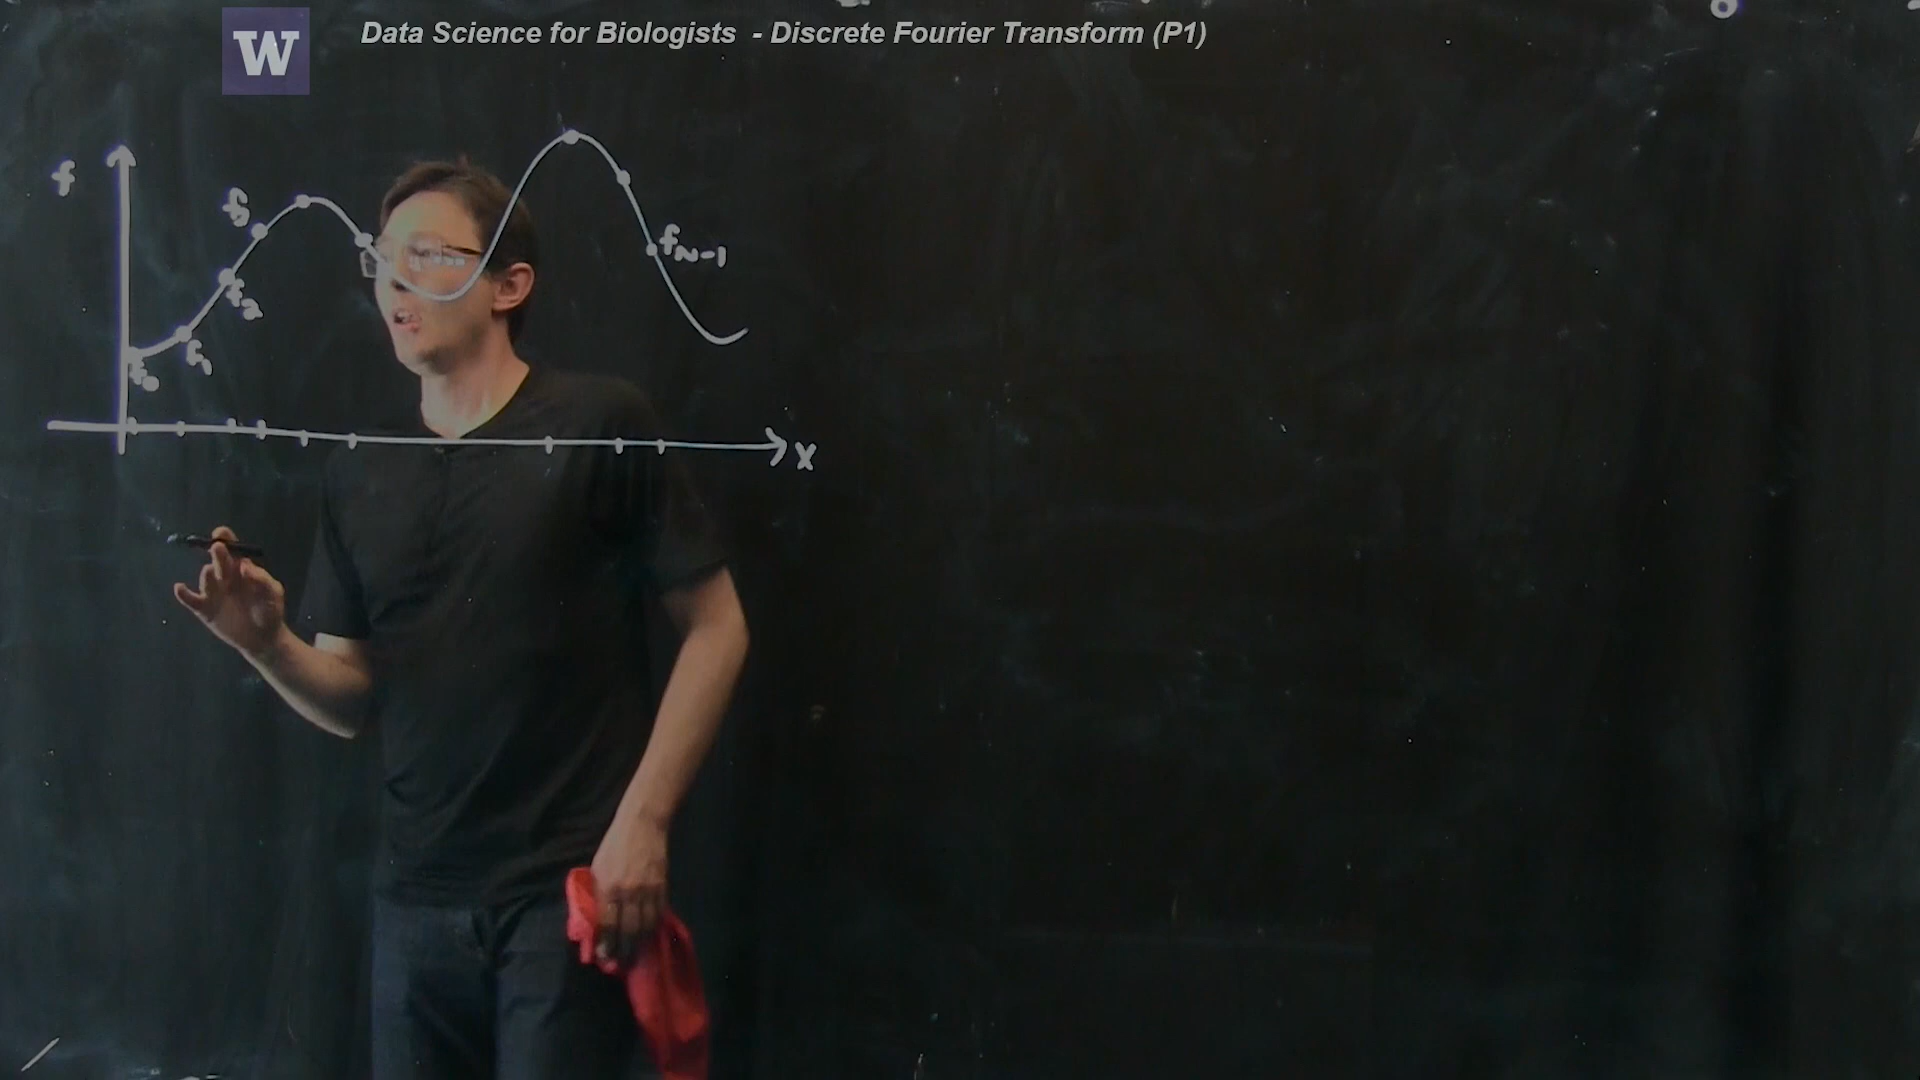 W Data Science for Biologists - Discrete Fourier Transform (P1)
f
f3
fN-1
f2
f1
f0
x